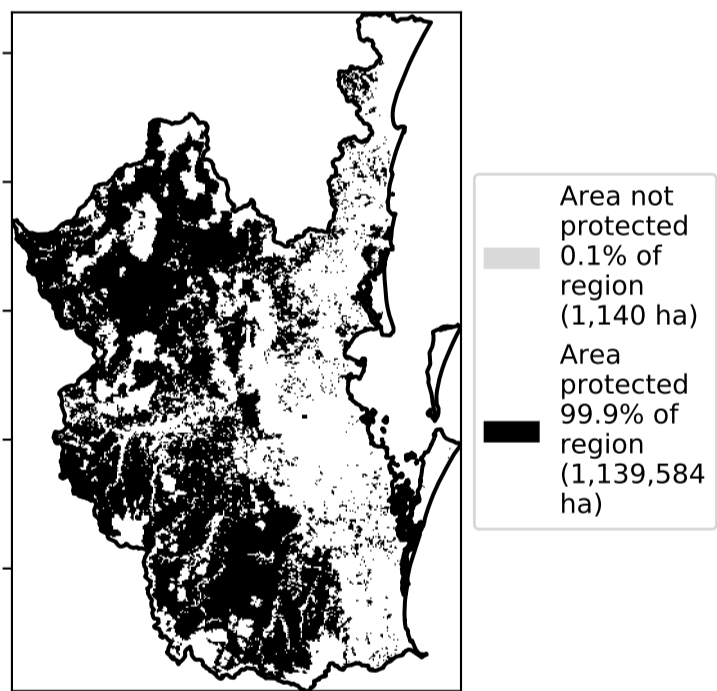 Area not
protected
0.1% of
region
(1,140 ha)
Area
protected
99.9% of
region
(1,139,584
ha)